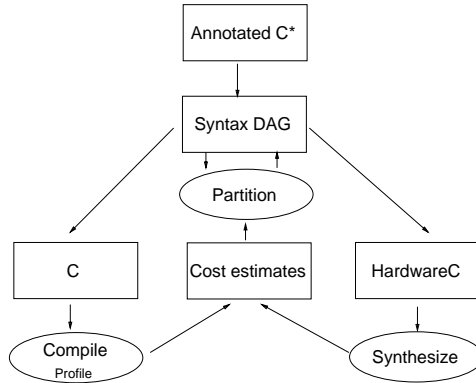 Annotated C*
Syntax DAG
Partition
C
Cost estimates
HardwareC
Compile
Profile
Synthesize